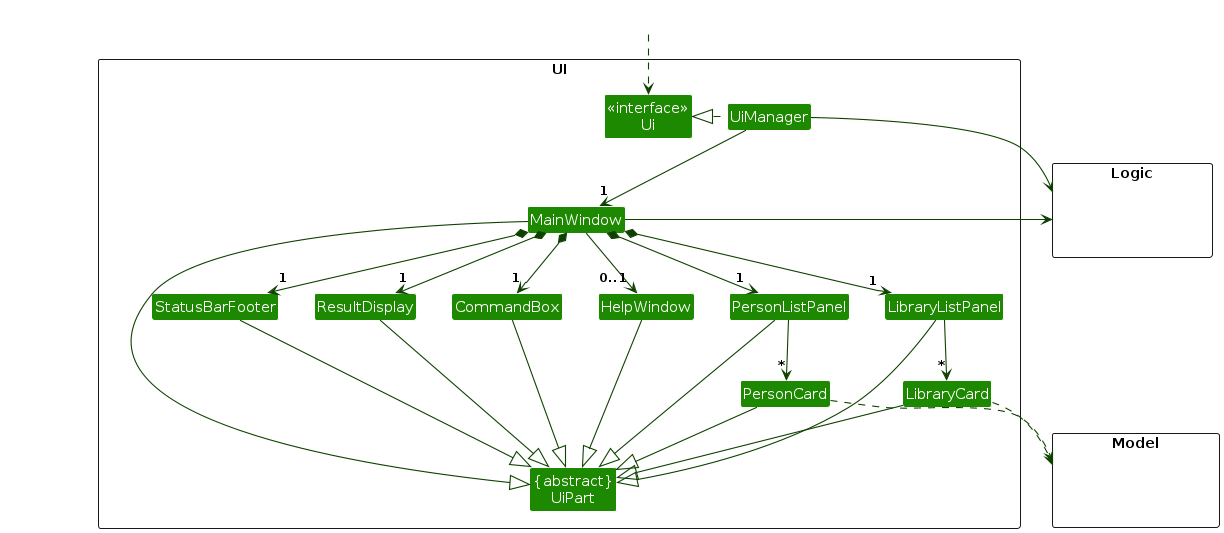 UI
«interface»
Ui
UiManager
Logic
1
MainWindow
1
1
1
0..1
1
1
StatusBarFooter
ResultDisplay
CommandBox
HelpWindow
PersonListPanel
LibraryListPanel
*
*
PersonCard
LibraryCard
Model
{abstract}
UiPart